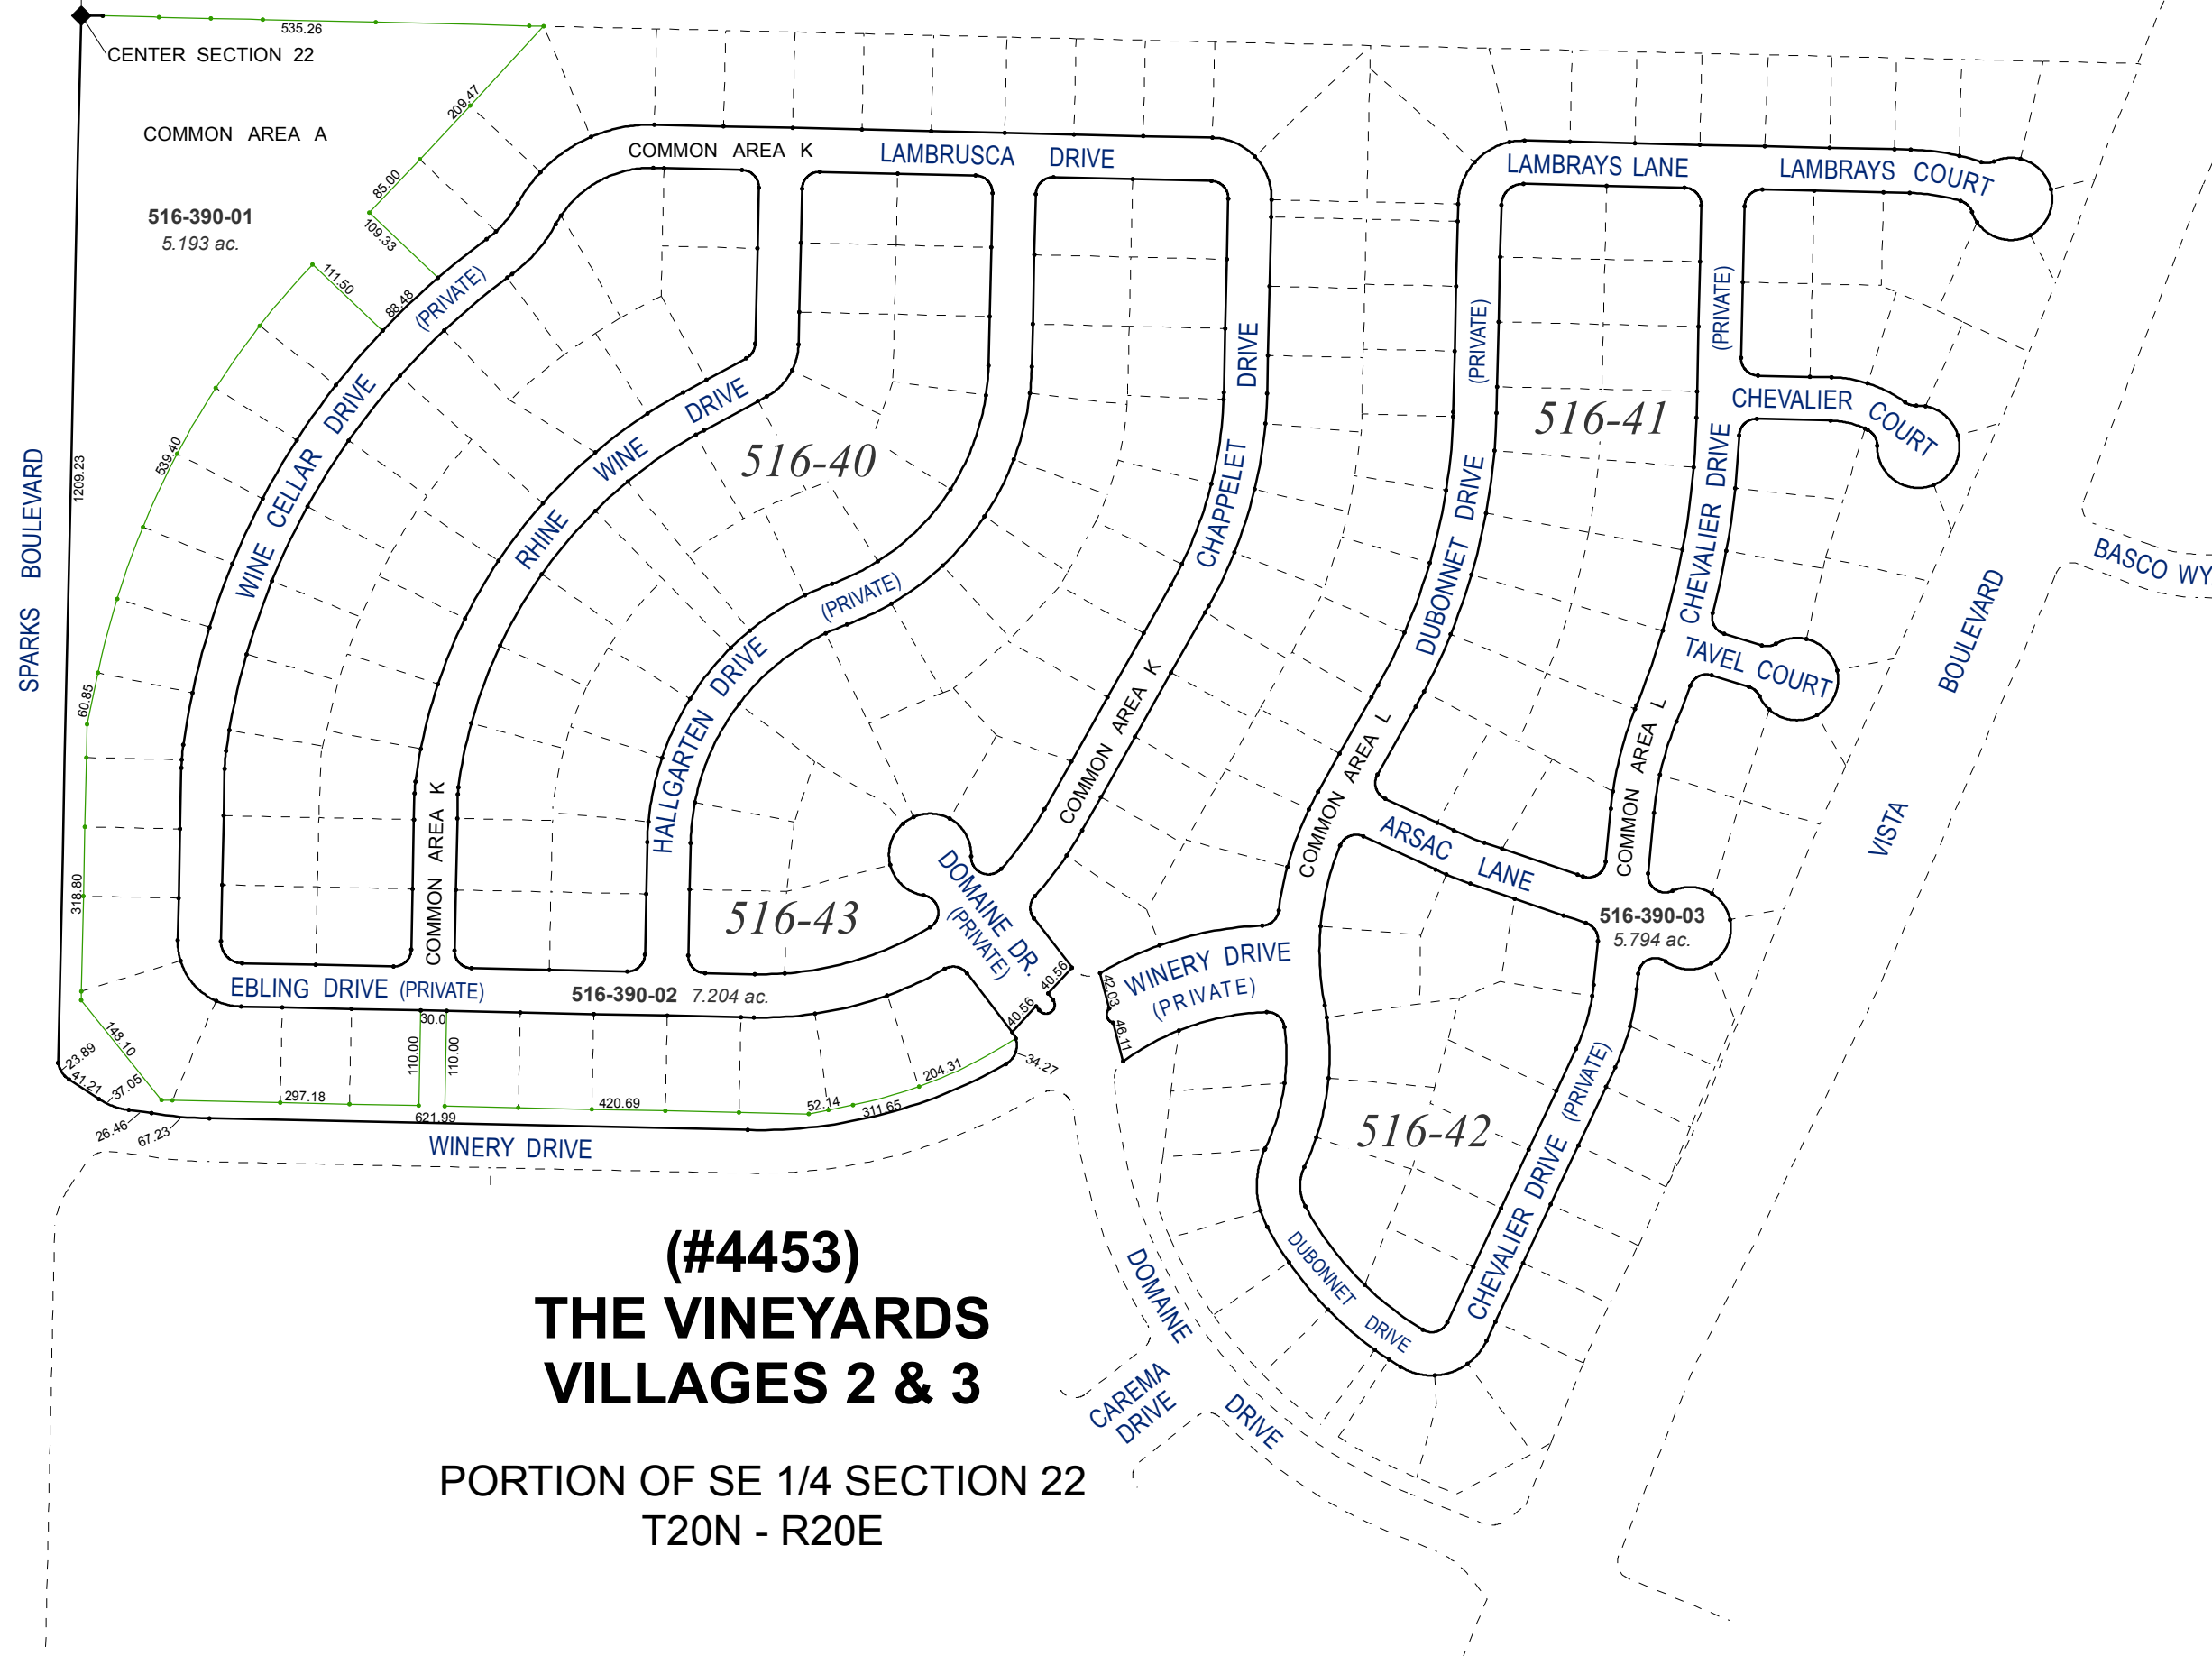 535.26
CENTER SECTION 22
209.47
COMMON AREA A
COMMON AREA K
LAMBRUSCA DRIVE
LAMBRAYS LANE
LAMBRAYS COURT
85.00
516-390-01
5.193 ac.
109.33
111.50
88.48
(PRIVATE)
(PRIVATE)
(PRIVATE)
DRIVE
CHAPPELET
WINE CELLAR DRIVE
RHINE WINE DRIVE
516-40
516-41
CHEVALIER COURT
CHEVALIER DRIVE
CHEVALIER DRIVE
539.40
1209.23
SPARKS BOULEVARD
DUBONNET DRIVE
BASCO WY
VISTA BOULEVARD
(PRIVATE)
HALLGARTEN DRIVE
TAVEL COURT
60.85
COMMON AREA K
COMMON AREA L
COMMON AREA L
COMMON AREA K
ARSAC LANE
318.80
516-43
DOMAINE DR.
(PRIVATE)
516-390-03
5.794 ac.
WINERY DRIVE
(PRIVATE)
EBLING DRIVE (PRIVATE)
516-390-02 7.204 ac.
40.56
40.56
42.03
46.11
30.0
148.10
110.00
110.00
23.89
41.21
37.05
34.27
204.31
297.18
420.69
52.14
311.65
621.99
26.46
67.23
WINERY DRIVE
516-42
CHEVALIER DRIVE (PRIVATE)
DUBONNET DRIVE
DOMAINE DRIVE
CAREMA
DRIVE
(#4453)
THE VINEYARDS
VILLAGES 2 & 3
PORTION OF SE 1/4 SECTION 22
T20N - R20E